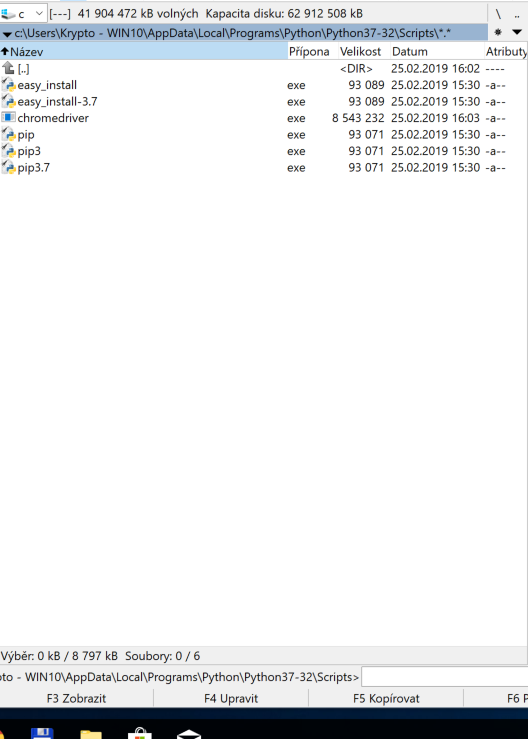 c [---] 41 904 472 kB volných Kapacita disku: 62 912 508 kB \ ..
c:\Users\Krypto - WIN10\AppData\Local\Programs\Python\Python37-32\Scripts\*.* *
Název Přípona Velikost Datum Atributy
[..] <DIR> 25.02.2019 16:02 ----
easy_install exe 93 089 25.02.2019 15:30 -a--
easy_install-3.7 exe 93 089 25.02.2019 15:30 -a--
chromedriver exe 8 543 232 25.02.2019 16:03 -a--
pip exe 93 071 25.02.2019 15:30 -a--
pip3 exe 93 071 25.02.2019 15:30 -a--
pip3.7 exe 93 071 25.02.2019 15:30 -a--
Výběr: 0 kB / 8 797 kB Soubory: 0 / 6
pto - WIN10\AppData\Local\Programs\Python\Python37-32\Scripts>
F3 Zobrazit F4 Upravit F5 Kopírovat F6 P